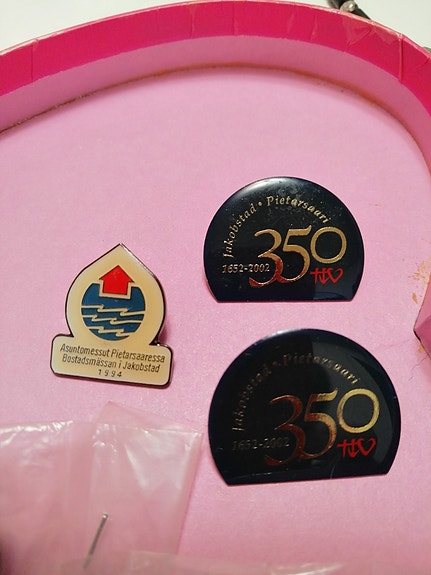 Asuntomessut Pietarsaaressa
Bostadsmässan i Jakobstad
1994
Jakobstad • Pietarsaari
1652-2002
350
Jakobstad • Pietarsaari
1652-2002
350